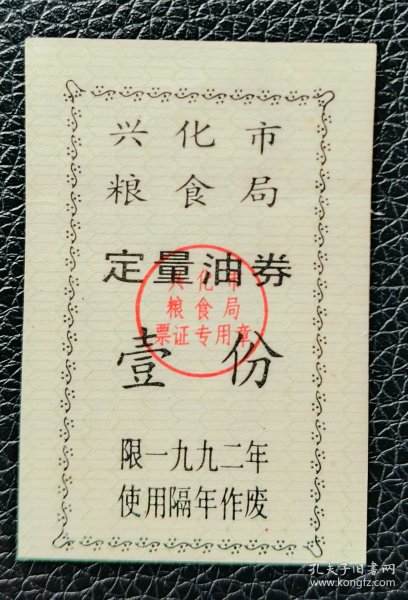 兴化市
粮食局
定量油券
兴化市
粮食局
票证专用章
壹份
限一九九二年
使用隔年作废
孔夫子旧书网
www.kongfz.com